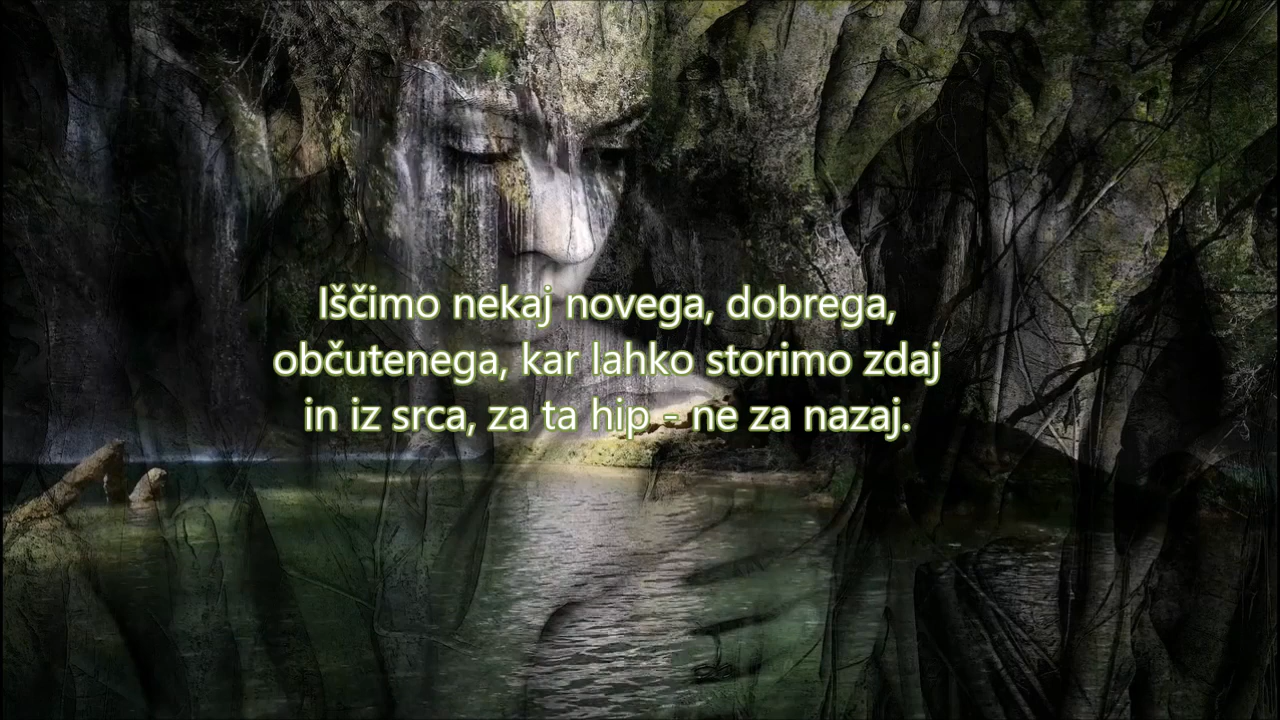 Iščimo nekaj novega, dobrega,
občutenega, kar lahko storimo zdaj
in iz srca, za ta hip - ne za nazaj.